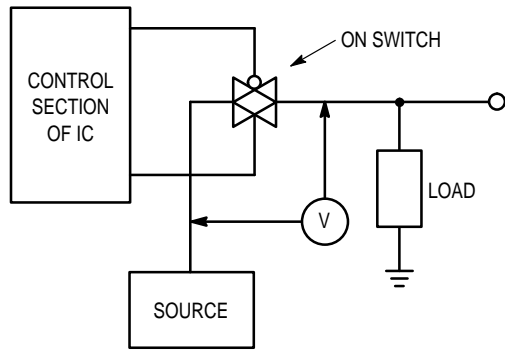 CONTROL
SECTION
OF IC
ON SWITCH
V
LOAD
SOURCE